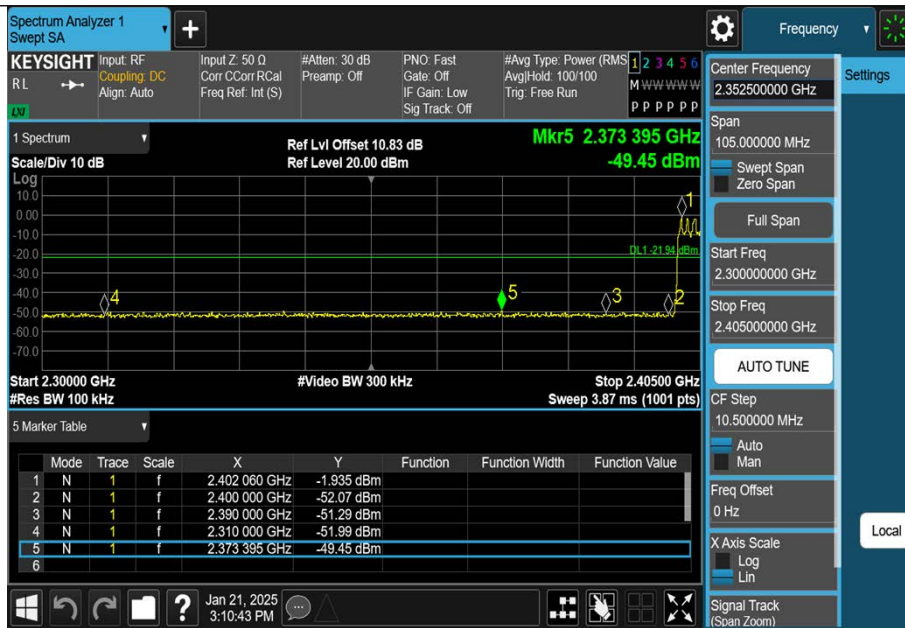 Spectrum Analyzer 1
Swept SA
Frequency
KEYSIGHT
RL
LXI
Input: RF
Coupling: DC
Align: Auto
Input Z: 50 Ω
Corr CCorr RCal
Freq Ref: Int (S)
#Atten: 30 dB
Preamp: Off
PNO: Fast
Gate: Off
IF Gain: Low
Sig Track: Off
#Avg Type: Power (RMS
Avg|Hold: 100/100
Trig: Free Run
1 2 3 4 5 6
M W W W W W
P P P P P P
1 Spectrum
Scale/Div 10 dB
Log
Ref Lvl Offset 10.83 dB
Ref Level 20.00 dBm
Mkr5 2.373 395 GHz
-49.45 dBm
10.0
0.00
-10.0
-20.0
-30.0
-40.0
-50.0
-60.0
-70.0
1
DL1 -21.94 dBm
4
5
3
2
Start 2.30000 GHz
#Video BW 300 kHz
Stop 2.40500 GHz
#Res BW 100 kHz
Sweep 3.87 ms (1001 pts)
5 Marker Table
Mode Trace Scale X Y Function Function Width Function Value
1 N 1 f 2.402 060 GHz -1.935 dBm
2 N 1 f 2.400 000 GHz -52.07 dBm
3 N 1 f 2.390 000 GHz -51.29 dBm
4 N 1 f 2.310 000 GHz -51.99 dBm
5 N 1 f 2.373 395 GHz -49.45 dBm
6
?
Jan 21, 2025
3:10:43 PM
Center Frequency
2.352500000 GHz
Settings
Span
105.000000 MHz
Swept Span
Zero Span
Full Span
Start Freq
2.300000000 GHz
Stop Freq
2.405000000 GHz
AUTO TUNE
CF Step
10.500000 MHz
Auto
Man
Freq Offset
0 Hz
Local
X Axis Scale
Log
Lin
Signal Track
(Span Zoom)